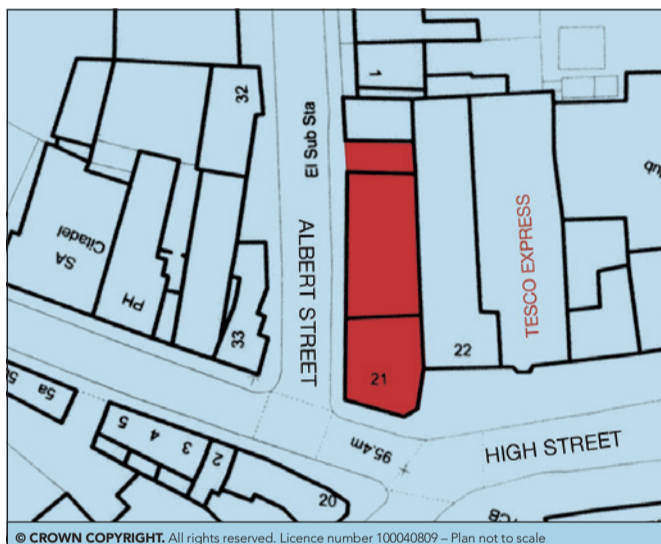 32
1
El Sub Sta
SA
Citadel
PH
ALBERT STREET
TESCO EXPRESS
33
21
22
5a
5
4
3
2
95.4m
HIGH STREET
20
TCB
© CROWN COPYRIGHT. All rights reserved. Licence number 100040809 – Plan not to scale